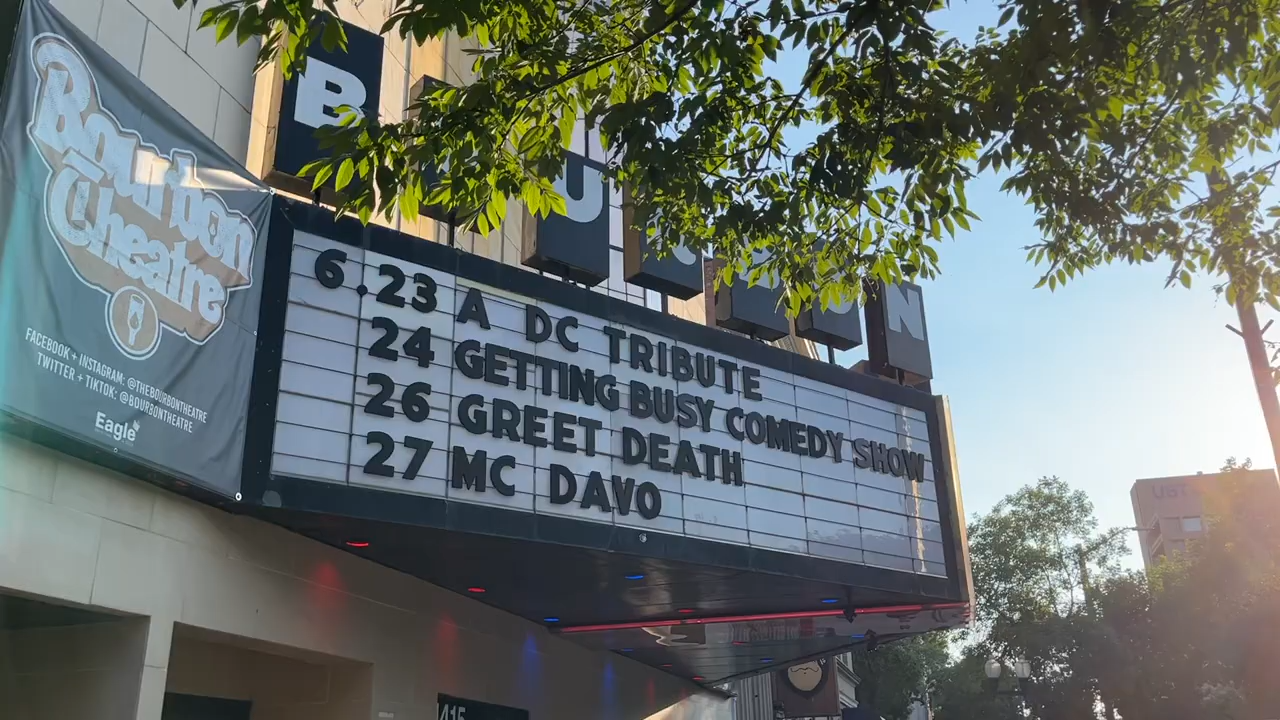 Bourbon
Theatre
FACEBOOK + INSTAGRAM: @THEBOURBONTHEATRE
TWITTER + TIKTOK: @BOURBONTHEATRE
Eagle
B U B O N
6.23 A DC TRIBUTE
24 GETTING BUSY COMEDY SHOW
26 GREET DEATH
27 MC DAVO
415